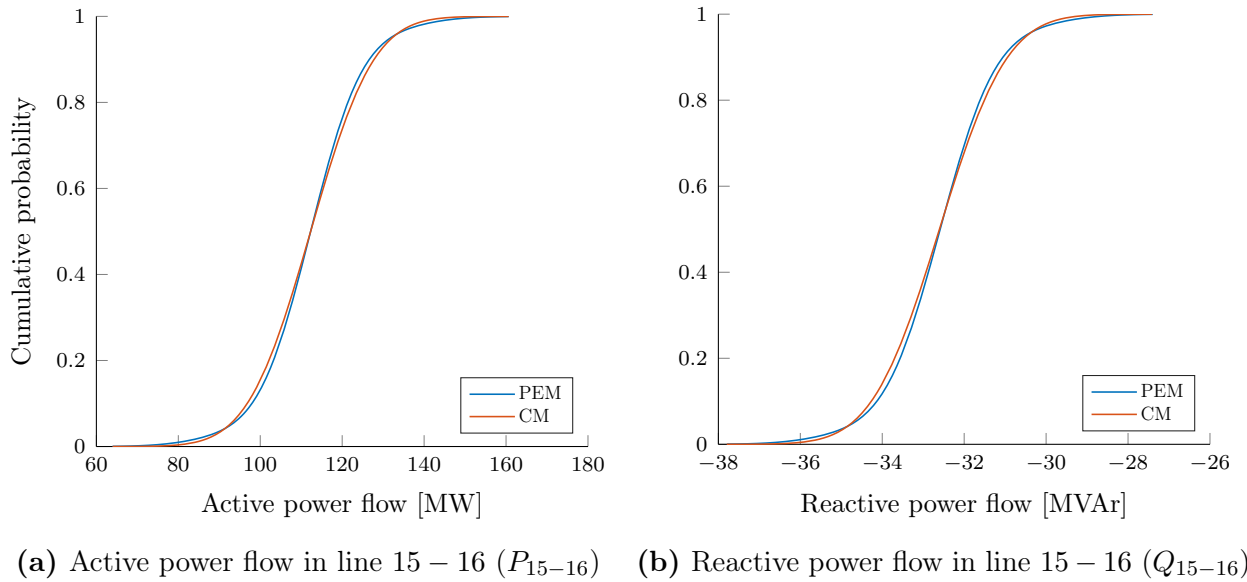 Cumulative probability
1
0.8
0.6
0.4
0.2
0
60 80 100 120 140 160 180
PEM
CM
Active power flow [MW]
(a) Active power flow in line 15 − 16 (P15−16)
1
0.8
0.6
0.4
0.2
0
−38 −36 −34 −32 −30 −28 −26
PEM
CM
Reactive power flow [MVAr]
(b) Reactive power flow in line 15 − 16 (Q15−16)